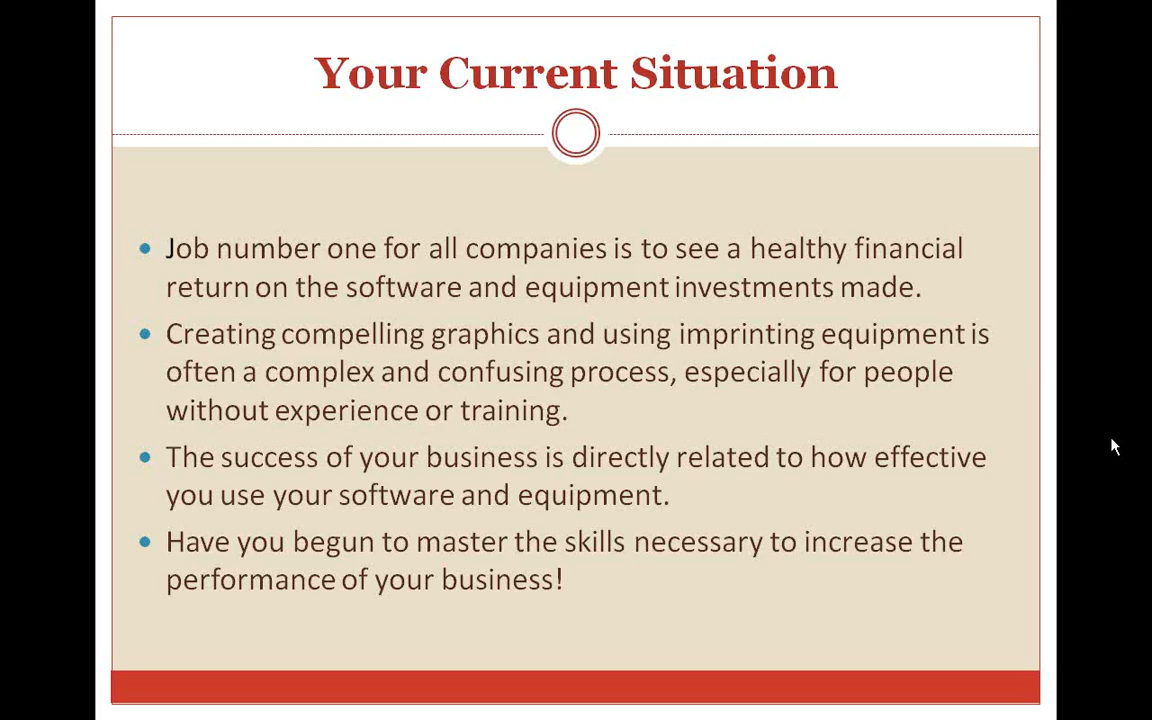 Your Current Situation
Job number one for all companies is to see a healthy financial
return on the software and equipment investments made.
Creating compelling graphics and using imprinting equipment is
often a complex and confusing process, especially for people
without experience or training.
The success of your business is directly related to how effective
you use your software and equipment.
Have you begun to master the skills necessary to increase the
performance of your business!